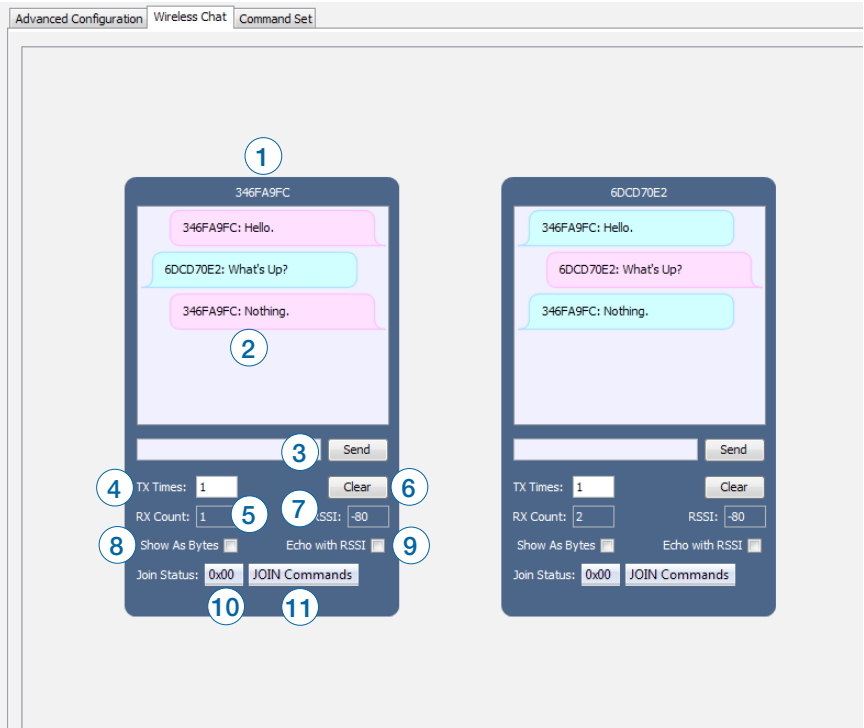 Advanced Configuration Wireless Chat Command Set
1
346FA9FC
346FA9FC: Hello.
6DCD70E2: What's Up?
346FA9FC: Nothing.
2
3 Send
4 TX Times: 1 Clear 6
RX Count: 1 5 7 RSSI: -80
8 Show As Bytes Echo with RSSI 9
Join Status: 0x00 JOIN Commands
10 11
6DCD70E2
346FA9FC: Hello.
6DCD70E2: What's Up?
346FA9FC: Nothing.
Send
TX Times: 1 Clear
RX Count: 2 RSSI: -80
Show As Bytes Echo with RSSI
Join Status: 0x00 JOIN Commands